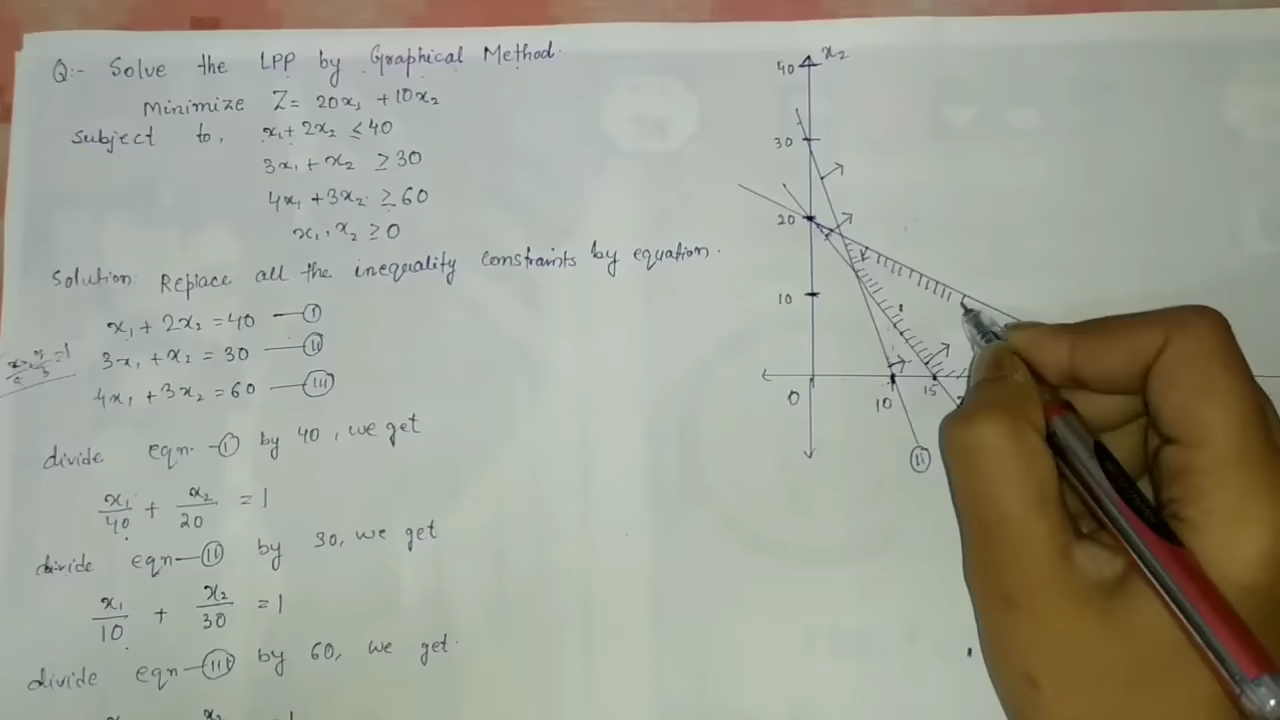 Q:- Solve the LPP by Graphical Method.
Minimize Z = 20x₁ + 10x₂
Subject to, x₁ + 2x₂ ≤ 40
3x₁ + x₂ ≥ 30
4x₁ + 3x₂ ≥ 60
x₁, x₂ ≥ 0
Solution: Replace all the inequality constraints by equation.
x₁ + 2x₂ = 40 —(I)
3x₁ + x₂ = 30 —(II)
4x₁ + 3x₂ = 60 —(III)
divide eqn —(I) by 40, we get
x₁/40 + x₂/20 = 1
divide eqn —(II) by 30, we get
x₁/10 + x₂/30 = 1
divide eqn —(III) by 60, we get.
x₂
40
30
20
10
0
10
15
(II)